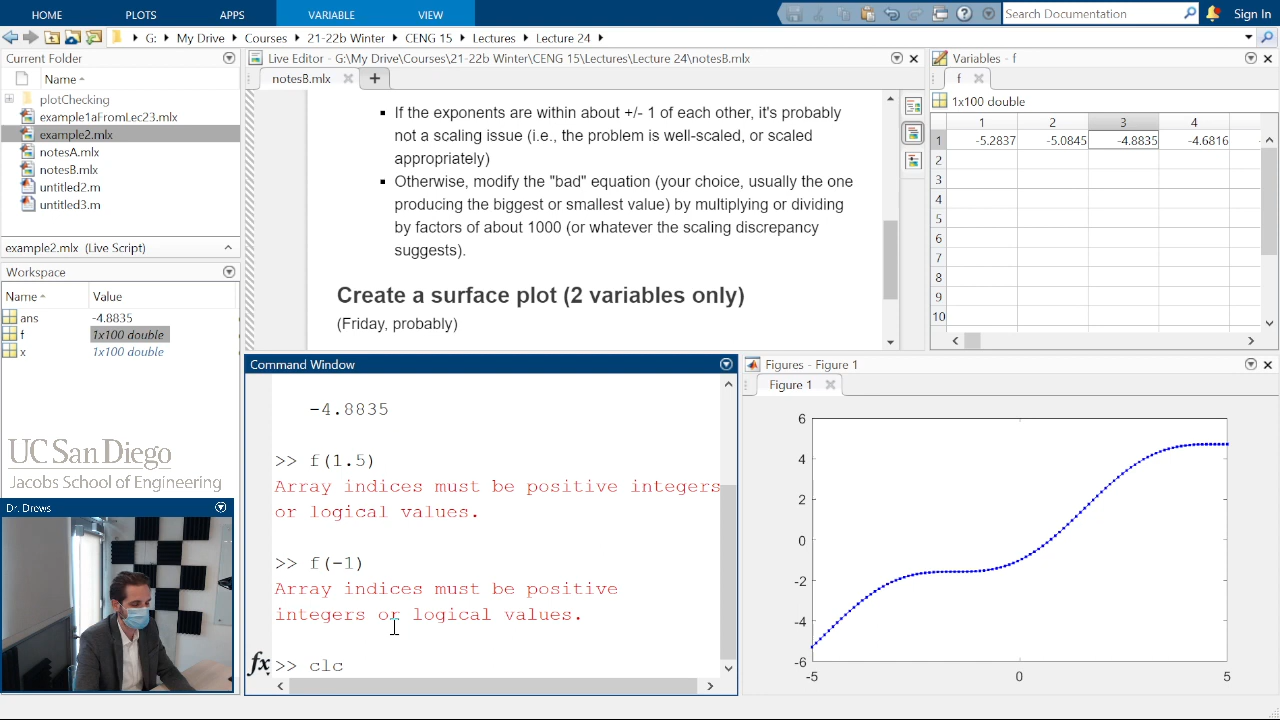 HOME PLOTS APPS VARIABLE VIEW Search Documentation Sign In
G: My Drive Courses 21-22b Winter CENG 15 Lectures Lecture 24
Current Folder
Name
plotChecking
example1aFromLec23.mlx
example2.mlx
notesA.mlx
notesB.mlx
untitled2.m
untitled3.m
example2.mlx (Live Script)
Workspace
Name Value
ans -4.8835
f 1x100 double
x 1x100 double
UC San Diego
Jacobs School of Engineering
Dr. Drews
Live Editor - G:\My Drive\Courses\21-22b Winter\CENG 15\Lectures\Lecture 24\notesB.mlx
notesB.mlx
If the exponents are within about +/- 1 of each other, it's probably
not a scaling issue (i.e., the problem is well-scaled, or scaled
appropriately)
Otherwise, modify the "bad" equation (your choice, usually the one
producing the biggest or smallest value) by multiplying or dividing
by factors of about 1000 (or whatever the scaling discrepancy
suggests).
Create a surface plot (2 variables only)
(Friday, probably)
Variables - f
f
1x100 double
1 2 3 4
1 -5.2837 -5.0845 -4.8835 -4.6816
2
3
4
5
6
7
8
9
10
Command Window
-4.8835
>> f(1.5)
Array indices must be positive integers
or logical values.
>> f(-1)
Array indices must be positive
integers or logical values.
fx >> clc
Figures - Figure 1
Figure 1
6
4
2
0
-2
-4
-6
-5 0 5